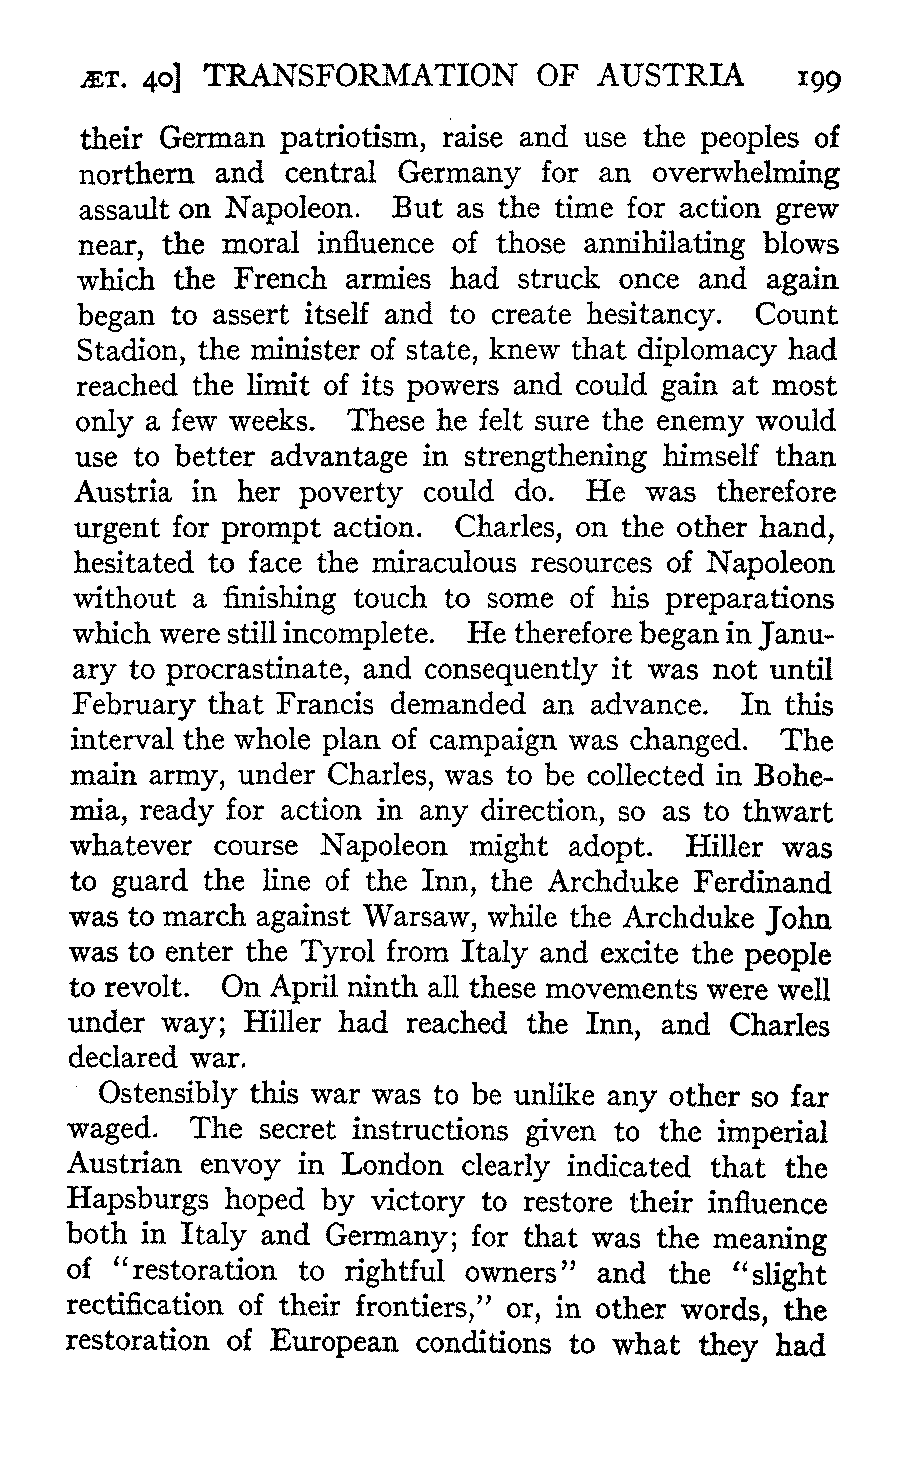 ÆT. 40] TRANSFORMATION OF AUSTRIA 199
their German patriotism, raise and use the peoples of
northern and central Germany for an overwhelming
assault on Napoleon. But as the time for action grew
near, the moral influence of those annihilating blows
which the French armies had struck once and again
began to assert itself and to create hesitancy. Count
Stadion, the minister of state, knew that diplomacy had
reached the limit of its powers and could gain at most
only a few weeks. These he felt sure the enemy would
use to better advantage in strengthening himself than
Austria in her poverty could do. He was therefore
urgent for prompt action. Charles, on the other hand,
hesitated to face the miraculous resources of Napoleon
without a finishing touch to some of his preparations
which were still incomplete. He therefore began in Janu-
ary to procrastinate, and consequently it was not until
February that Francis demanded an advance. In this
interval the whole plan of campaign was changed. The
main army, under Charles, was to be collected in Bohe-
mia, ready for action in any direction, so as to thwart
whatever course Napoleon might adopt. Hiller was
to guard the line of the Inn, the Archduke Ferdinand
was to march against Warsaw, while the Archduke John
was to enter the Tyrol from Italy and excite the people
to revolt. On April ninth all these movements were well
under way; Hiller had reached the Inn, and Charles
declared war.
Ostensibly this war was to be unlike any other so far
waged. The secret instructions given to the imperial
Austrian envoy in London clearly indicated that the
Hapsburgs hoped by victory to restore their influence
both in Italy and Germany; for that was the meaning
of "restoration to rightful owners" and the "slight
rectification of their frontiers," or, in other words, the
restoration of European conditions to what they had